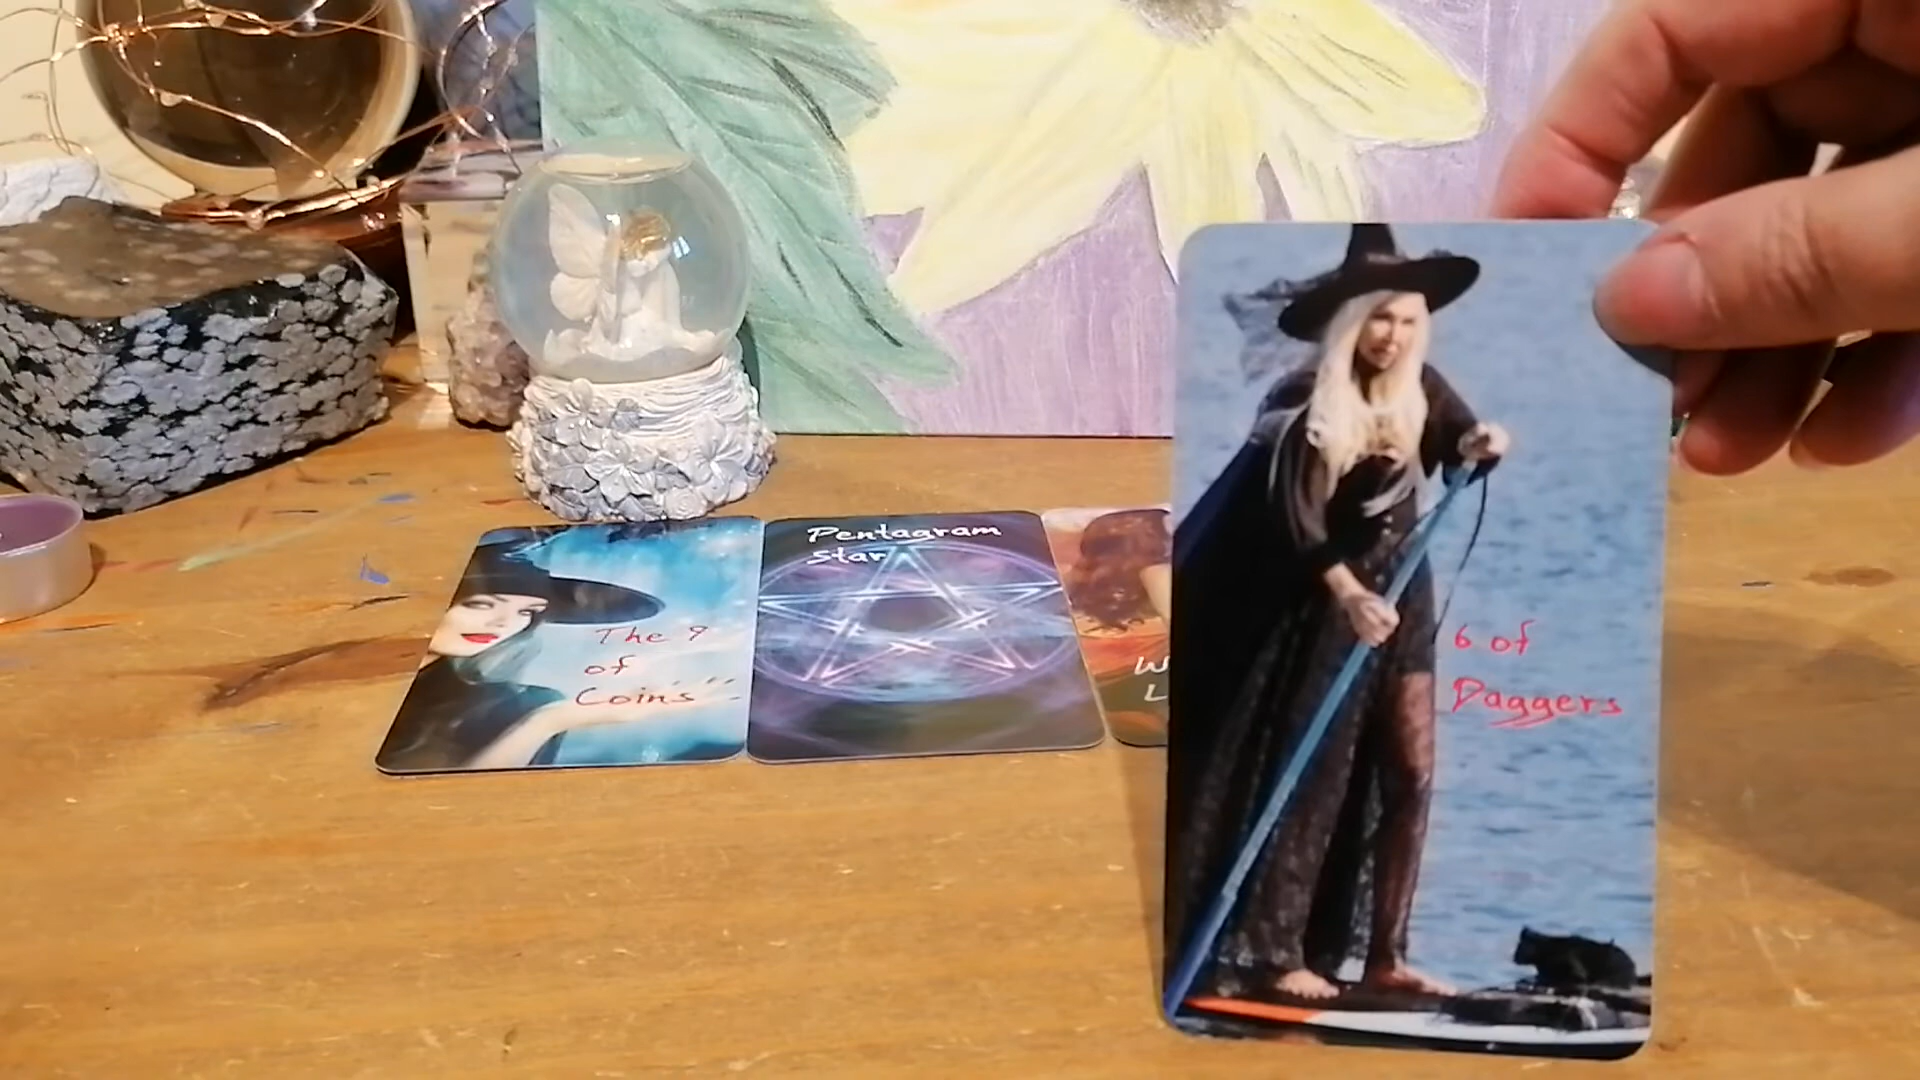 The 9
of
Coins
Pentagram
Star
6 of
Daggers